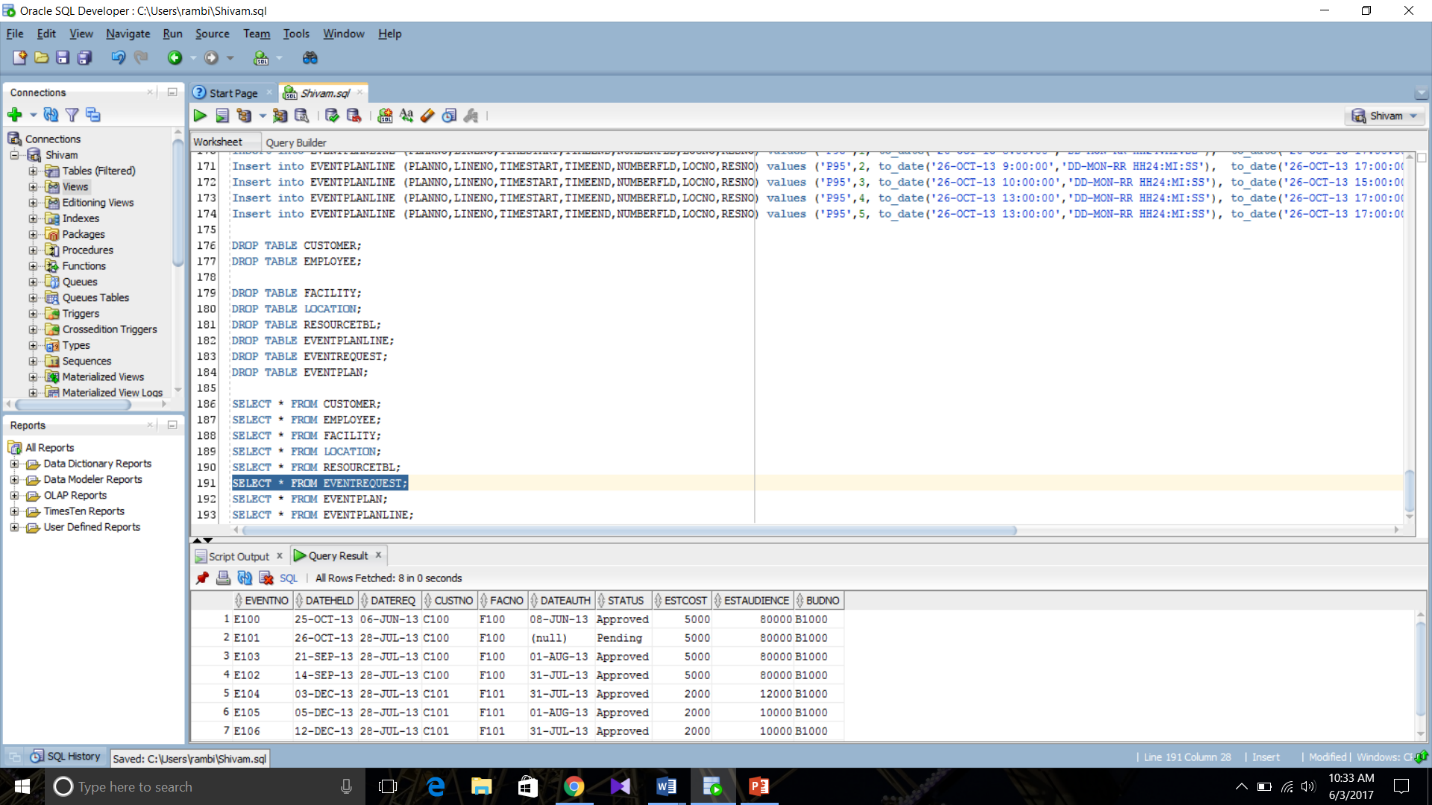 Oracle SQL Developer : C:\Users\rambi\Shivam.sql
File Edit View Navigate Run Source Team Tools Window Help
Connections
Start Page
Shivam.sql
Shivam
Worksheet
Query Builder
Connections
Shivam
Tables (Filtered)
Views
Editioning Views
Indexes
Packages
Procedures
Functions
Queues
Queues Tables
Triggers
Crossedition Triggers
Types
Sequences
Materialized Views
Materialized View Logs
Reports
All Reports
Data Dictionary Reports
Data Modeler Reports
OLAP Reports
TimesTen Reports
User Defined Reports
171 Insert into EVENTPLANLINE (PLANNO,LINENO,TIMESTART,TIMEEND,NUMBERFLD,LOCNO,RESNO) values ('P95',2, to_date('26-OCT-13 9:00:00','DD-MON-RR HH24:MI:SS'), to_date('26-OCT-13 17:00:00
172 Insert into EVENTPLANLINE (PLANNO,LINENO,TIMESTART,TIMEEND,NUMBERFLD,LOCNO,RESNO) values ('P95',3, to_date('26-OCT-13 10:00:00','DD-MON-RR HH24:MI:SS'), to_date('26-OCT-13 15:00:00
173 Insert into EVENTPLANLINE (PLANNO,LINENO,TIMESTART,TIMEEND,NUMBERFLD,LOCNO,RESNO) values ('P95',4, to_date('26-OCT-13 13:00:00','DD-MON-RR HH24:MI:SS'), to_date('26-OCT-13 17:00:00
174 Insert into EVENTPLANLINE (PLANNO,LINENO,TIMESTART,TIMEEND,NUMBERFLD,LOCNO,RESNO) values ('P95',5, to_date('26-OCT-13 13:00:00','DD-MON-RR HH24:MI:SS'), to_date('26-OCT-13 17:00:00
175
176 DROP TABLE CUSTOMER;
177 DROP TABLE EMPLOYEE;
178
179 DROP TABLE FACILITY;
180 DROP TABLE LOCATION;
181 DROP TABLE RESOURCETBL;
182 DROP TABLE EVENTPLANLINE;
183 DROP TABLE EVENTREQUEST;
184 DROP TABLE EVENTPLAN;
185
186 SELECT * FROM CUSTOMER;
187 SELECT * FROM EMPLOYEE;
188 SELECT * FROM FACILITY;
189 SELECT * FROM LOCATION;
190 SELECT * FROM RESOURCETBL;
191 SELECT * FROM EVENTREQUEST;
192 SELECT * FROM EVENTPLAN;
193 SELECT * FROM EVENTPLANLINE;
Script Output
Query Result
SQL | All Rows Fetched: 8 in 0 seconds
EVENTNO DATEHELD DATEREQ CUSTNO FACNO DATEAUTH STATUS ESTCOST ESTAUDIENCE BUDNO
1 E100 25-OCT-13 06-JUN-13 C100 F100 08-JUN-13 Approved 5000 80000 B1000
2 E101 26-OCT-13 28-JUL-13 C100 F100 (null) Pending 5000 80000 B1000
3 E103 21-SEP-13 28-JUL-13 C100 F100 01-AUG-13 Approved 5000 80000 B1000
4 E102 14-SEP-13 28-JUL-13 C100 F100 31-JUL-13 Approved 5000 80000 B1000
5 E104 03-DEC-13 28-JUL-13 C101 F101 31-JUL-13 Approved 2000 12000 B1000
6 E105 05-DEC-13 28-JUL-13 C101 F101 01-AUG-13 Approved 2000 10000 B1000
7 E106 12-DEC-13 28-JUL-13 C101 F101 31-JUL-13 Approved 2000 10000 B1000
SQL History
Saved: C:\Users\rambi\Shivam.sql
Line 191 Column 28 | Insert | Modified | Windows:
Type here to search
10:33 AM
6/3/2017